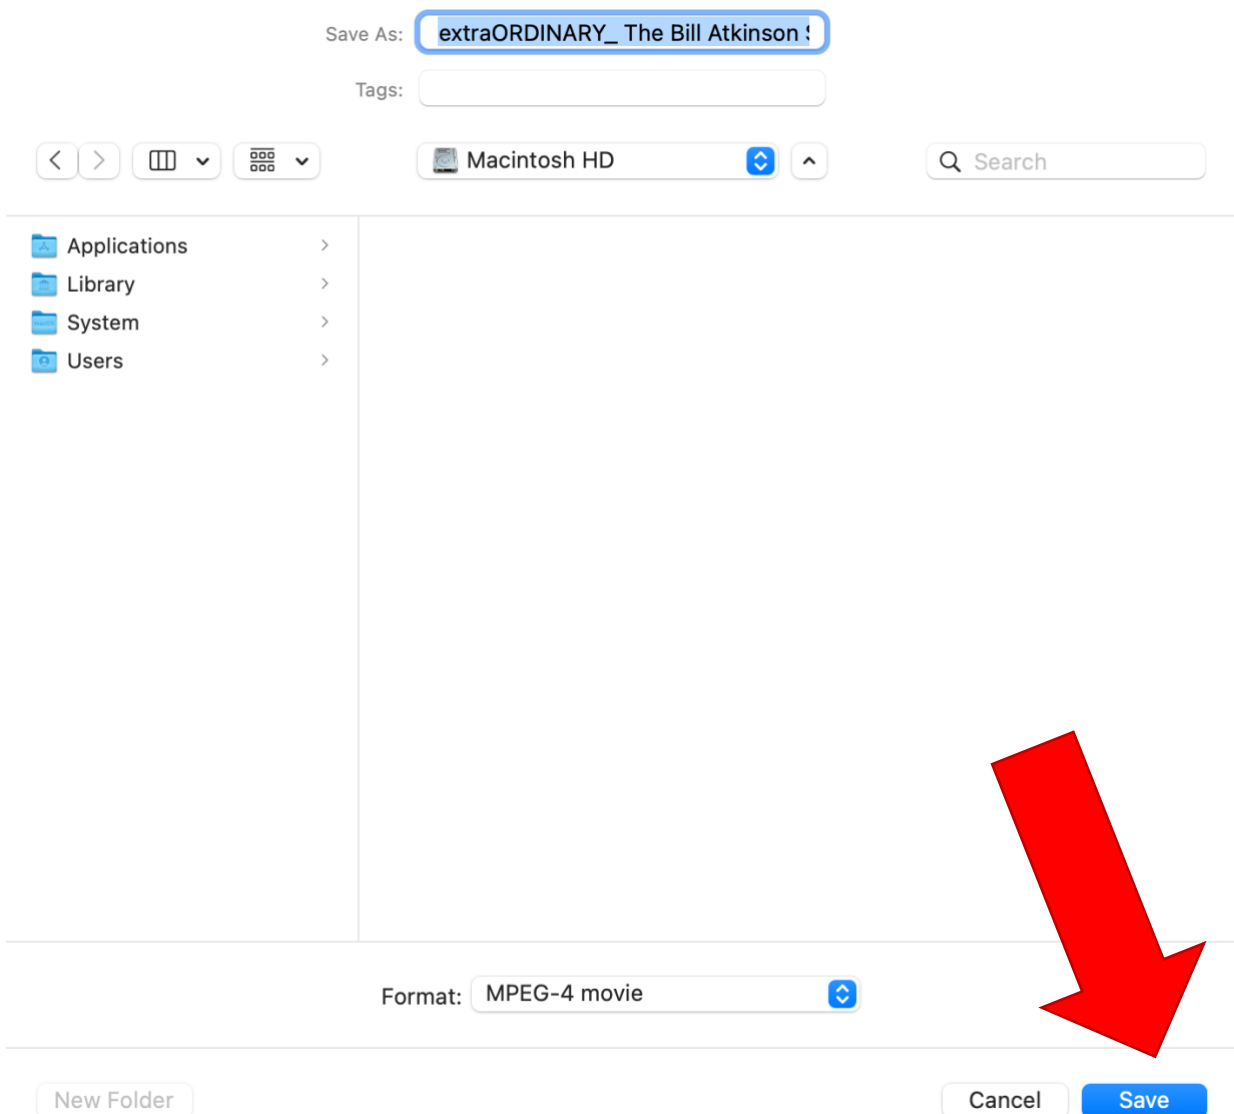 Save As: extraORDINARY_ The Bill Atkinson
Tags:
Macintosh HD
Search
Applications
Library
System
Users
Format: MPEG-4 movie
New Folder
Cancel
Save